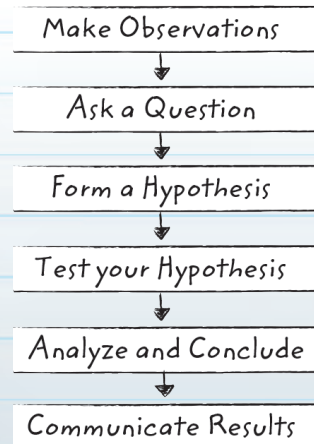 Make Observations
Ask a Question
Form a Hypothesis
Test your Hypothesis
Analyze and Conclude
Communicate Results